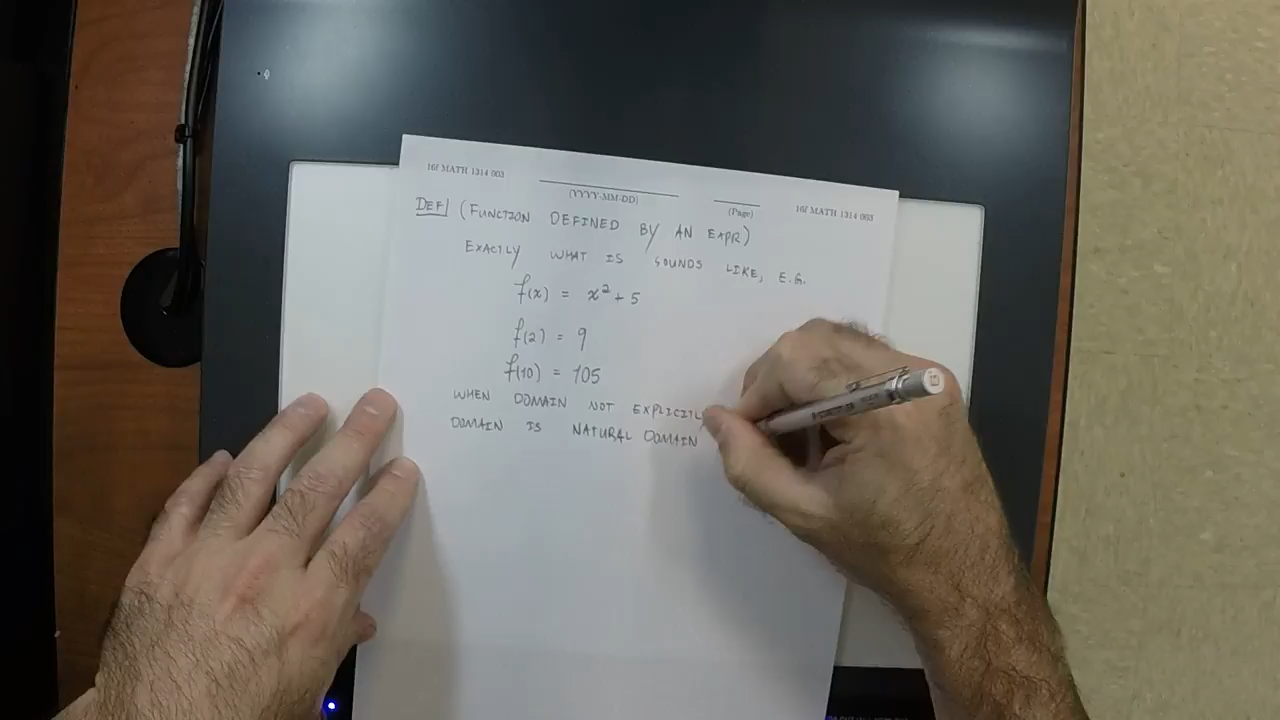 16f MATH 1314 003
(YYYY-MM-DD)
(Page)
16f MATH 1314 003
DEF (FUNCTION DEFINED BY AN EXPR)
EXACTLY WHAT IS SOUNDS LIKE, E.G.
f(x) = x² + 5
f(2) = 9
f(10) = 105
WHEN DOMAIN NOT EXPLICITLY
DOMAIN IS NATURAL DOMAIN